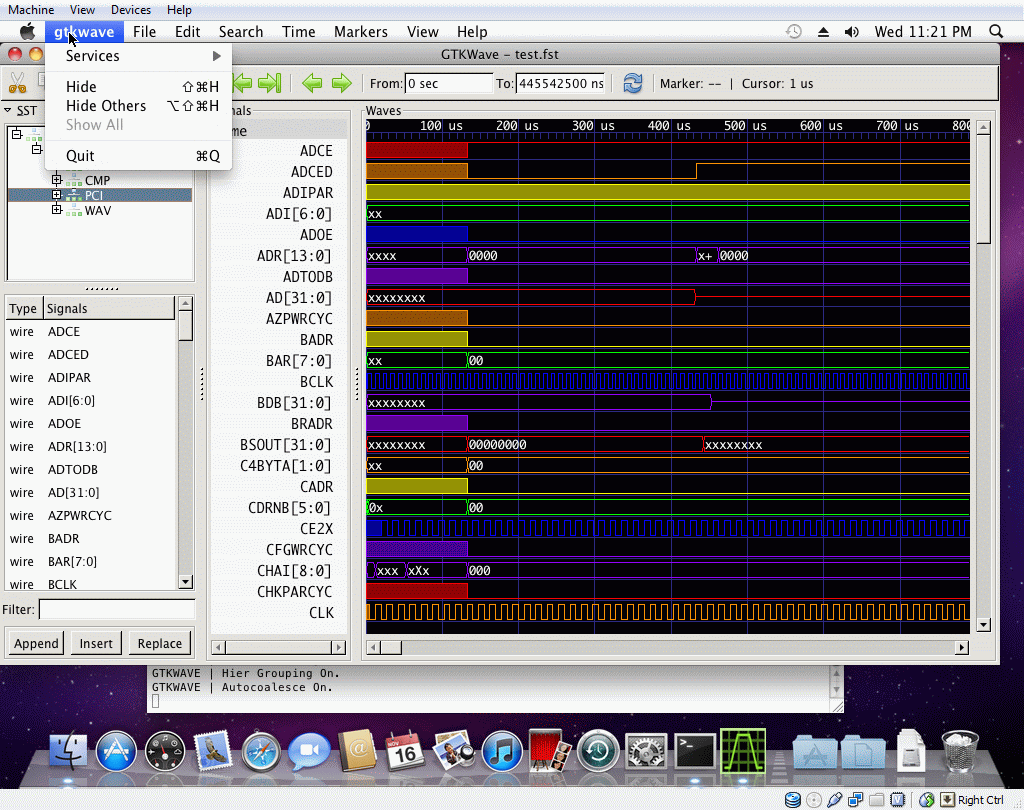 Machine View Devices Help
gtkwave File Edit Search Time Markers View Help Wed 11:21 PM
Services
Hide ⇧⌘H
Hide Others ⌥⇧⌘H
Show All
Quit ⌘Q
GTKWave – test.fst
From: 0 sec To: 445542500 ns Marker: -- | Cursor: 1 us
SST
CMP
PCI
WAV
Type Signals
wire ADCE
wire ADCED
wire ADIPAR
wire ADI[6:0]
wire ADOE
wire ADR[13:0]
wire ADTODB
wire AD[31:0]
wire AZPWRCYC
wire BADR
wire BAR[7:0]
wire BCLK
Filter:
Append Insert Replace
nals
me
ADCE
ADCED
ADIPAR
ADI[6:0]
ADOE
ADR[13:0]
ADTODB
AD[31:0]
AZPWRCYC
BADR
BAR[7:0]
BCLK
BDB[31:0]
BRADR
BSOUT[31:0]
C4BYTA[1:0]
CADR
CDRNB[5:0]
CE2X
CFGWRCYC
CHAI[8:0]
CHKPARCYC
CLK
Waves
0 100 us 200 us 300 us 400 us 500 us 600 us 700 us 800
xx
xxxx 0000 x+ 0000
xxxxxxxx
xx 00
xxxxxxxx
xxxxxxxx 00000000 xxxxxxxx
xx 00
0x 00
xxx xXx 000
GTKWAVE | Hier Grouping On.
GTKWAVE | Autocoalesce On.
NOV
16
>_
Right Ctrl